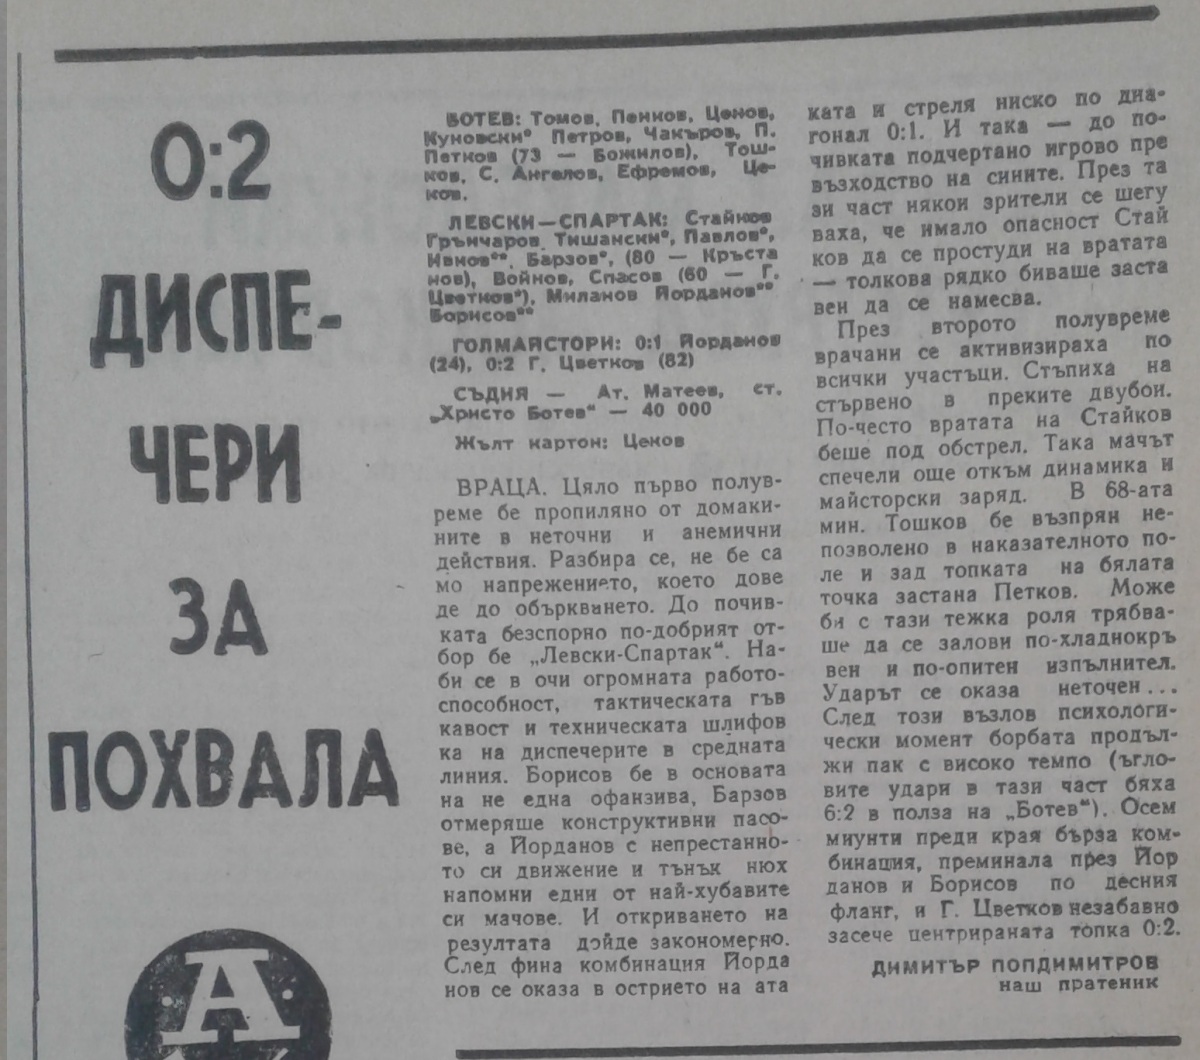 0:2
ДИСПЕ-
ЧЕРИ
ЗА
ПОХВАЛА
А
БОТЕВ: Томов, Пенков, Ценов,
Куновски* Петров, Чакъров, П.
Петков (73 — Божилов), Тош-
ков, С. Ангелов, Ефремов, Це-
ков.
ЛЕВСКИ—СПАРТАК: Стайков
Грънчаров Тишански*, Павлов*,
Ивнов**, Барзов*, (80 — Кръста
нов), Войнов, Спасов (60 — Г.
Цветков*), Миланов Йорданов**
Борисов**
ГОЛМАЙСТОРИ: 0:1 Йорданов
(24), 0:2 Г. Цветков (82)
СЪДИЯ — Ат. Матеев, ст.
„Христо Ботев“ — 40 000
Жълт картон: Ценов
ВРАЦА. Цяло първо полувреме
реме бе пропиляно от домаки-
ните в неточни и анемични
действия. Разбира се, не бе са
мо напрежението, което дове
де до объркването. До почив-
ката безспорно по-добрият от-
бор бе „Левски-Спартак“. На-
би се в очи огромната работо-
способност, тактическата гъв
кавост и техническата шлифов
ка на диспечерите в средната
линия. Борисов бе в основата
на не една офанзива, Барзов
отмеряше конструктивни пасо-
ве, а Йорданов с непрестанно-
то си движение и тънък нюх
напомни едни от най-хубавите
си мачове. И откриването на
резултата дойде закономерно.
След фина комбинация Йорда
нов се оказа в острието на ата
ката и стреля ниско по диа-
гонал 0:1. И така — до по-
чивката подчертано игрово пре
възходство на сините. През та
зи част някои зрители се шегу
ваха, че имало опасност Стай
ков да се простуди на вратата
— толкова рядко биваше заста
вен да се намесва.
През второто полувреме
врачани се активизираха по
всички участъци. Стъпиха на
стървено в преките двубои.
По-често вратата на Стайков
беше под обстрел. Така мачът
спечели още откъм динамика и
майсторски заряд. В 68-ата
мин. Тошков бе възпрян не-
позволено в наказателното по-
ле и зад топката на бялата
точка застана Петков. Може
би с тази тежка роля трябва-
ше да се залови по-хладнокръ
вен и по-опитен изпълнител.
Ударът се оказа неточен...
След този възлов психологи-
чески момент борбата продъл-
жи пак с високо темпо (ъгло-
вите удари в тази част бяха
6:2 в полза на „Ботев“). Осем
миунти преди края бърза ком-
бинация, преминала през Йор
данов и Борисов по десния
фланг, и Г. Цветков незабавно
засече центрираната топка 0:2.
ДИМИТЪР ПОПДИМИТРОВ
наш пратеник